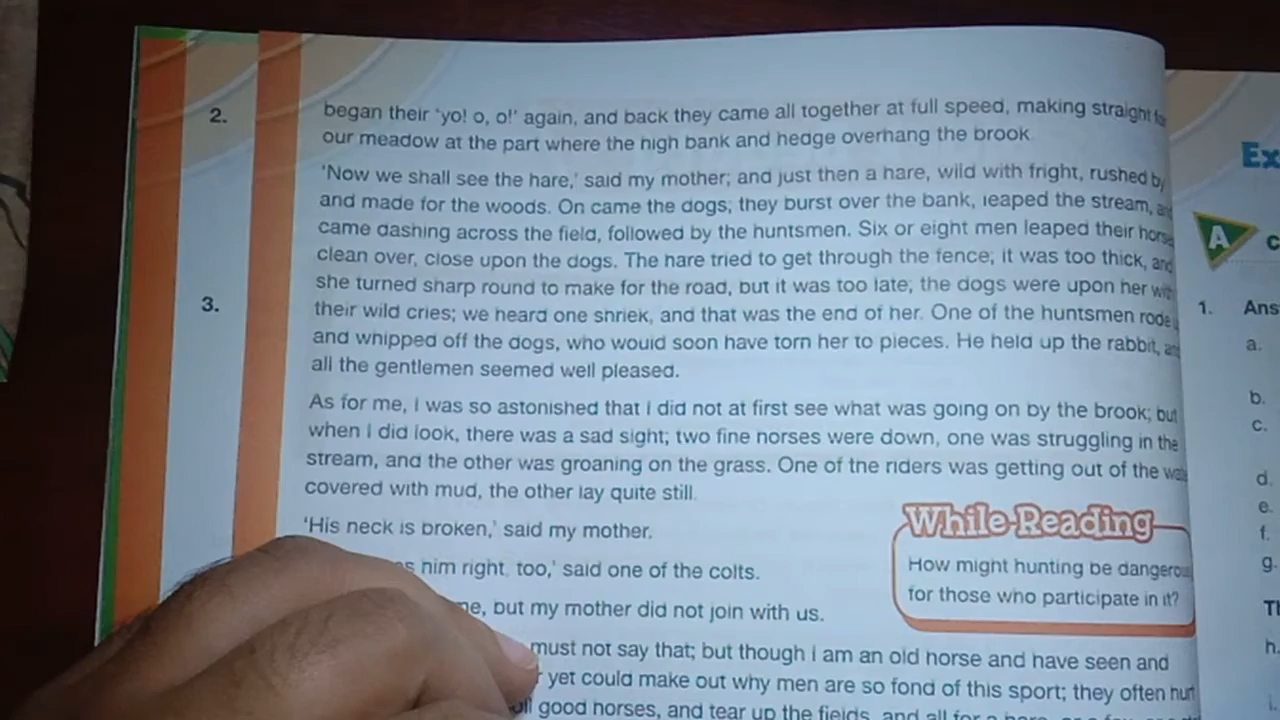 2.
began their 'yo! o, o!' again, and back they came all together at full speed, making straight for
our meadow at the part where the high bank and hedge overhang the brook
'Now we shall see the hare,' said my mother; and just then a hare, wild with fright, rushed by
and made for the woods. On came the dogs; they burst over the bank, leaped the stream, and
came dashing across the field, followed by the huntsmen. Six or eight men leaped their horse
clean over, close upon the dogs. The hare tried to get through the fence; it was too thick, and
she turned sharp round to make for the road, but it was too late; the dogs were upon her with
3.
their wild cries; we heard one shriek, and that was the end of her. One of the huntsmen rode
and whipped off the dogs, who would soon have torn her to pieces. He held up the rabbit, and
all the gentlemen seemed well pleased.
As for me, I was so astonished that I did not at first see what was going on by the brook; but
when I did look, there was a sad sight; two fine horses were down, one was struggling in the
stream, and the other was groaning on the grass. One of the riders was getting out of the
covered with mud, the other lay quite still.
'His neck is broken,' said my mother.
him right, too,' said one of the colts.
but my mother did not join with us.
must not say that; but though I am an old horse and have seen and
yet could make out why men are so fond of this sport; they often hurt
good horses, and tear up the fields, and all for a hare,
While-Reading
How might hunting be dangerou
for those who participate in it?
Ex
A
1. Ans
a.
b.
c.
d.
e.
f.
g.
h.
i.